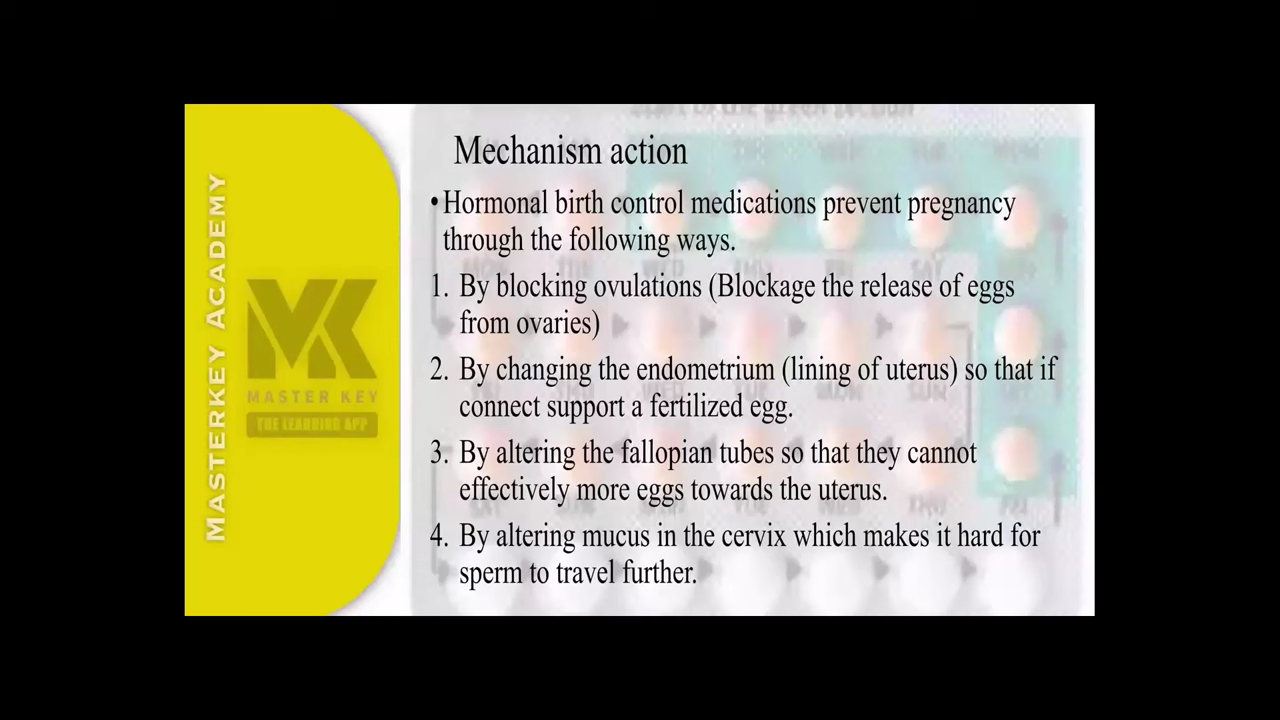 Mechanism action
•Hormonal birth control medications prevent pregnancy
through the following ways.
1. By blocking ovulations (Blockage the release of eggs
from ovaries)
2. By changing the endometrium (lining of uterus) so that if
connect support a fertilized egg.
3. By altering the fallopian tubes so that they cannot
effectively more eggs towards the uterus.
4. By altering mucus in the cervix which makes it hard for
sperm to travel further.
MASTERKEY ACADEMY
MK
MASTER KEY
THE LEARNING APP